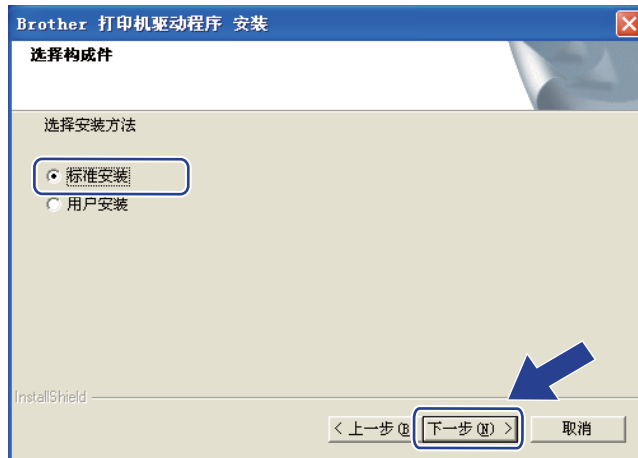 Brother 打印机驱动程序 安装
选择构成件
选择安装方法
标准安装
用户安装
InstallShield
< 上一步(B 下一步(N) > 取消